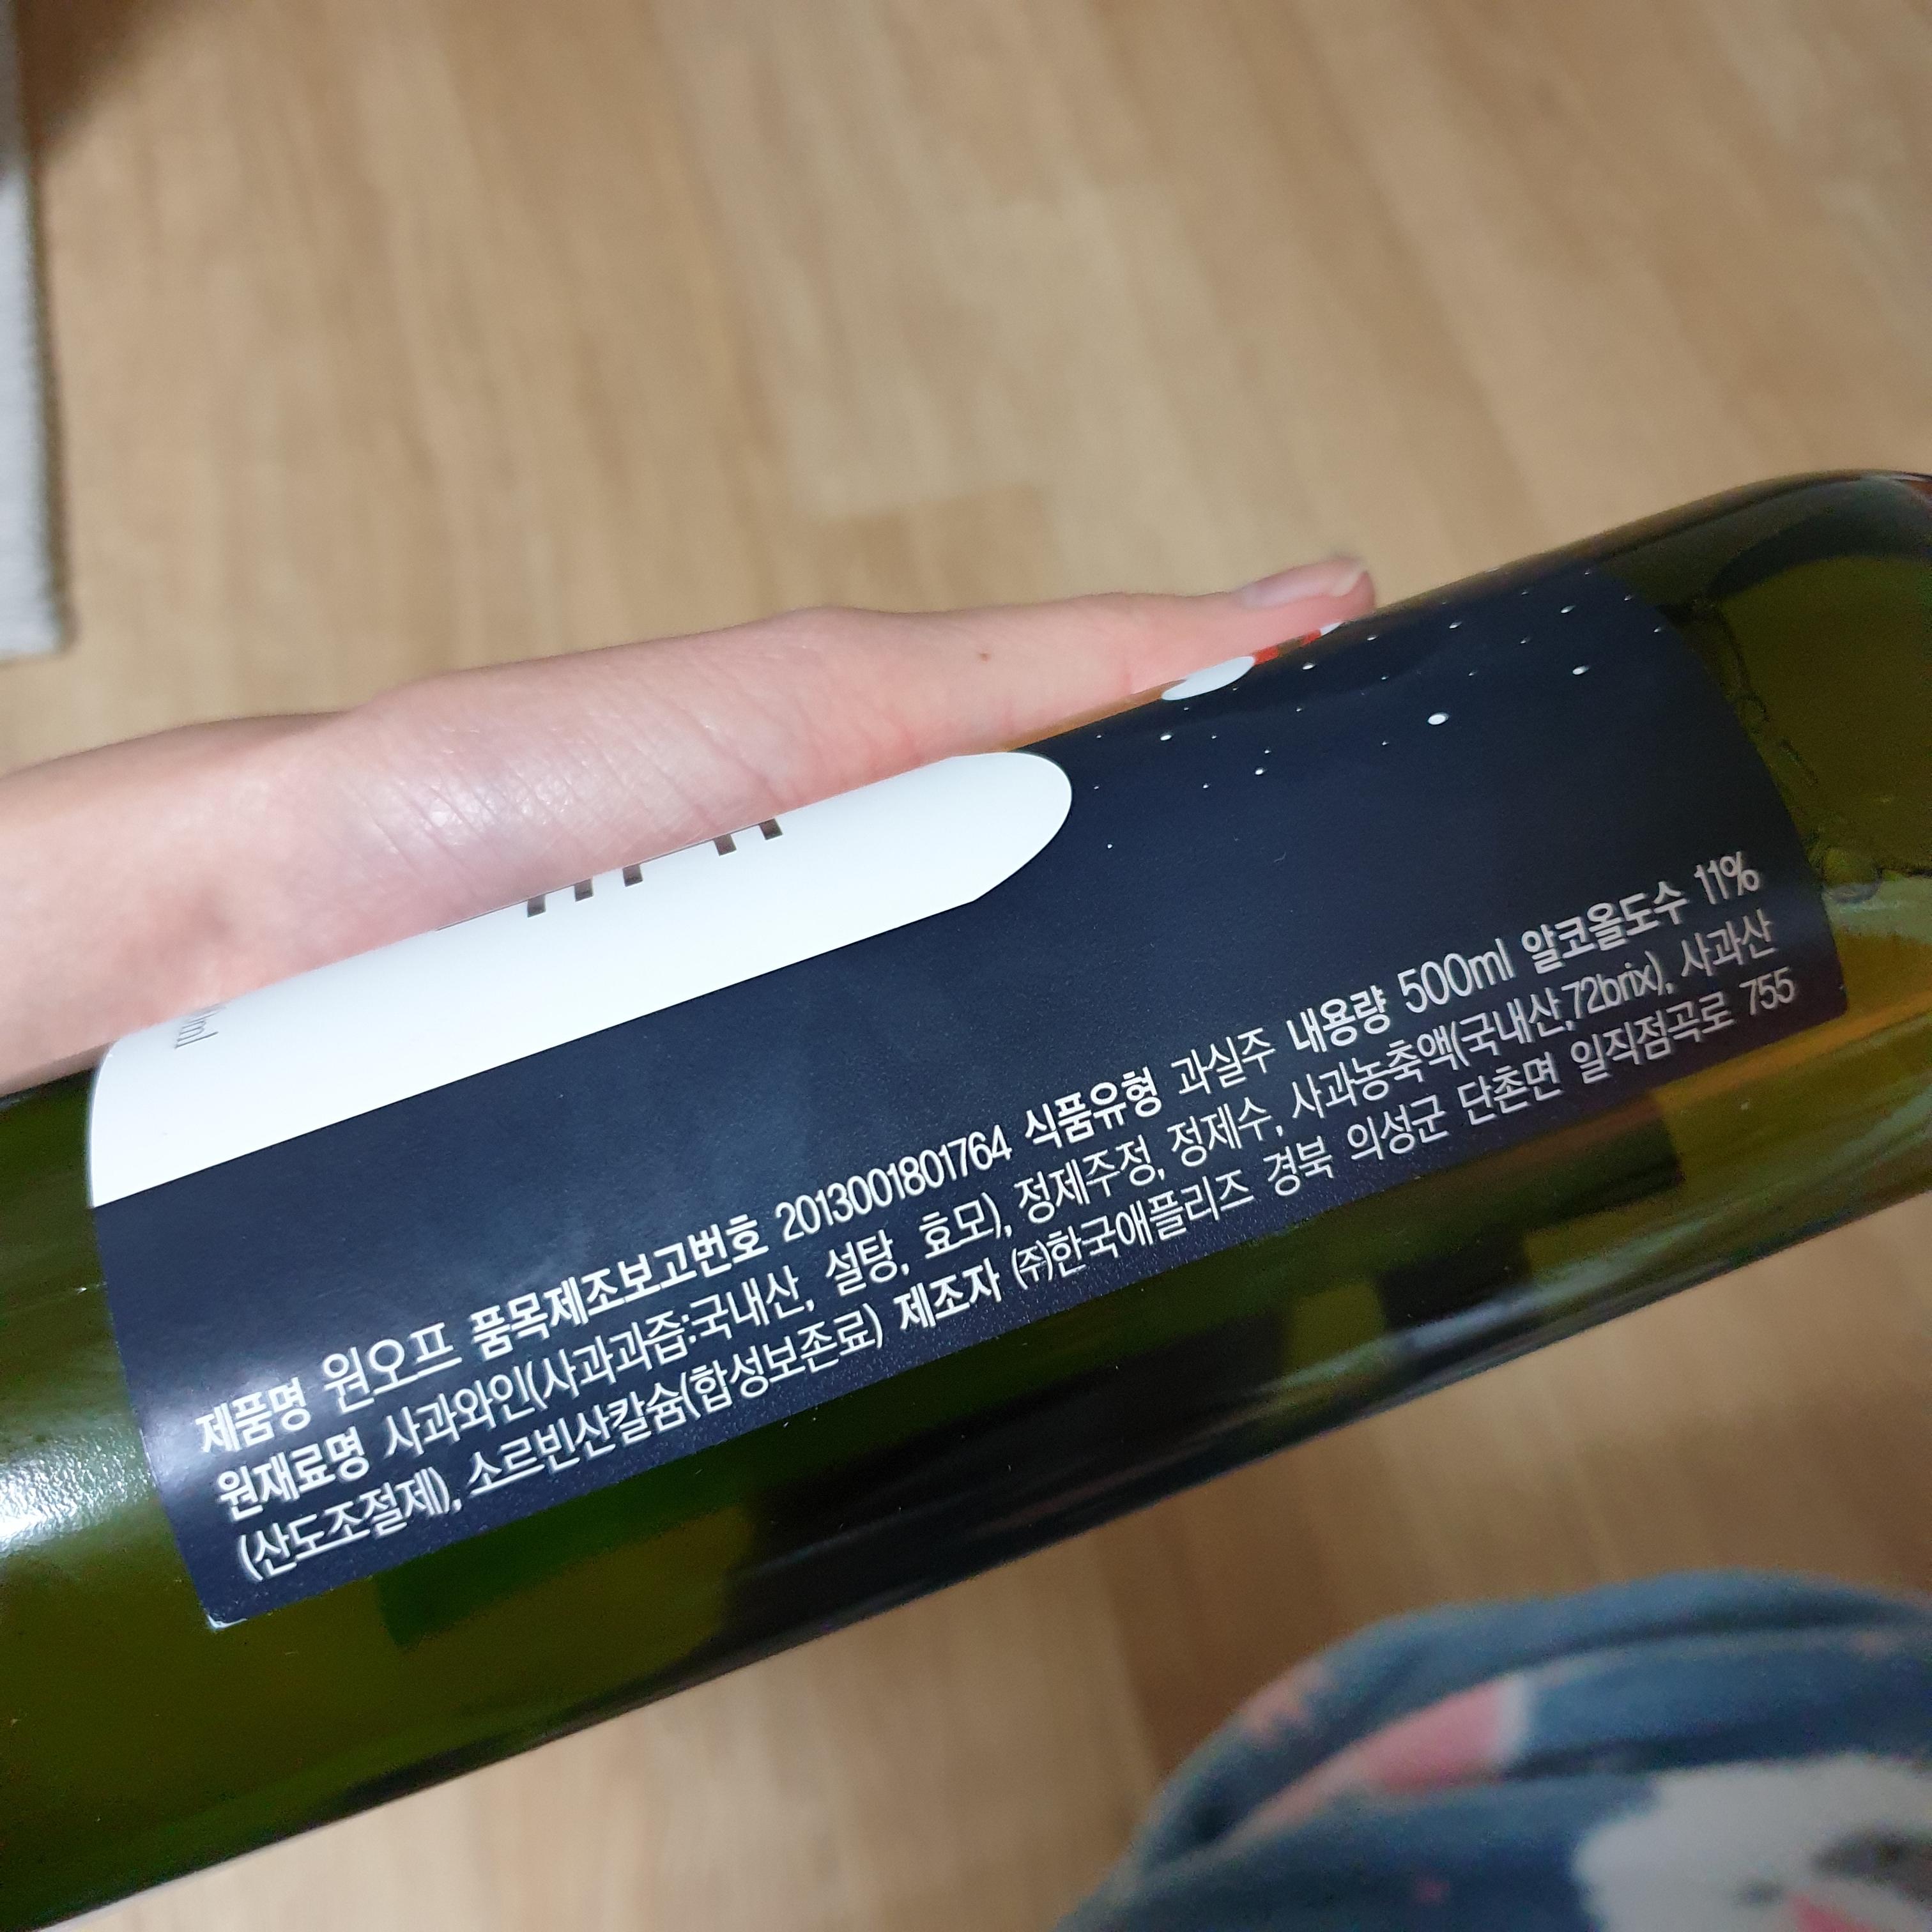 제품명 원오프 품목제조보고번호 2013001801764 식품유형 과실주 내용량 500ml 알코올도수 11%
원재료명 사과와인(사과과즙:국내산, 설탕, 효모), 정제주정, 정제수, 사과농축액(국내산,72brix), 사과산
(산도조절제), 소르빈산칼슘(합성보존료) 제조자 (주)한국애플리즈 경북 의성군 단촌면 일직점곡로 755